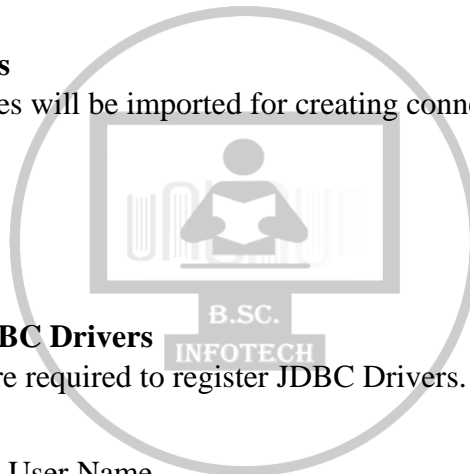 s
es will be imported for creating conn
B.SC.
INFOTECH
BC Drivers
re required to register JDBC Drivers.
User Name